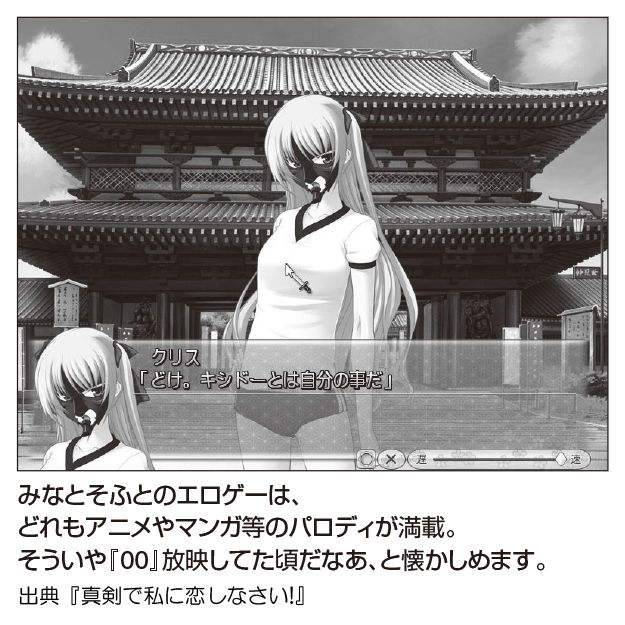 クリス
「どけ。キシドーとは自分の事だ」
遅
速
みなとそふとのエロゲーは、
どれもアニメやマンガ等のパロディが満載。
そういや『00』放映してた頃だなあ、と懐かしめます。
出典『真剣で私に恋しなさい!』